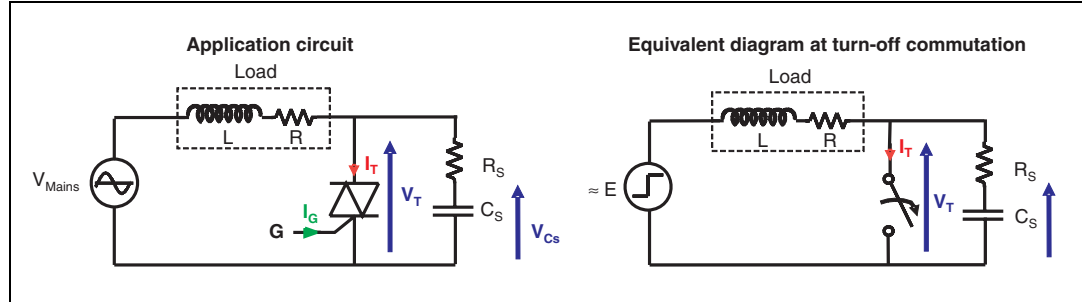 Application circuit
Load
L
R
V_Mains
I_T
V_T
I_G
G
R_S
C_S
V_Cs
Equivalent diagram at turn-off commutation
Load
L
R
≈ E
I_T
V_T
R_S
C_S